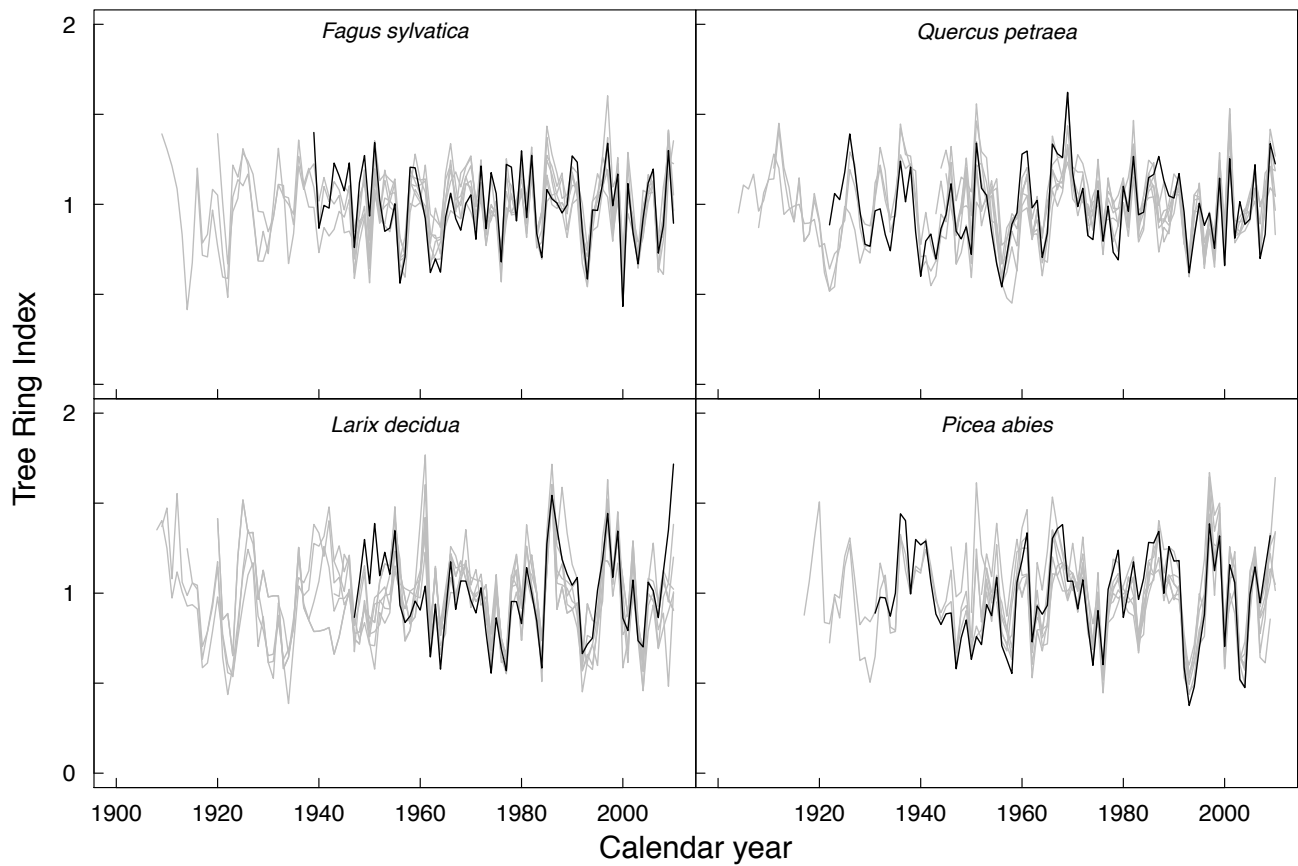 Fagus sylvatica
Quercus petraea
2
1
Larix decidua
Picea abies
2
1
0
Tree Ring Index
1900 1920 1940 1960 1980 2000
1920 1940 1960 1980 2000
Calendar year